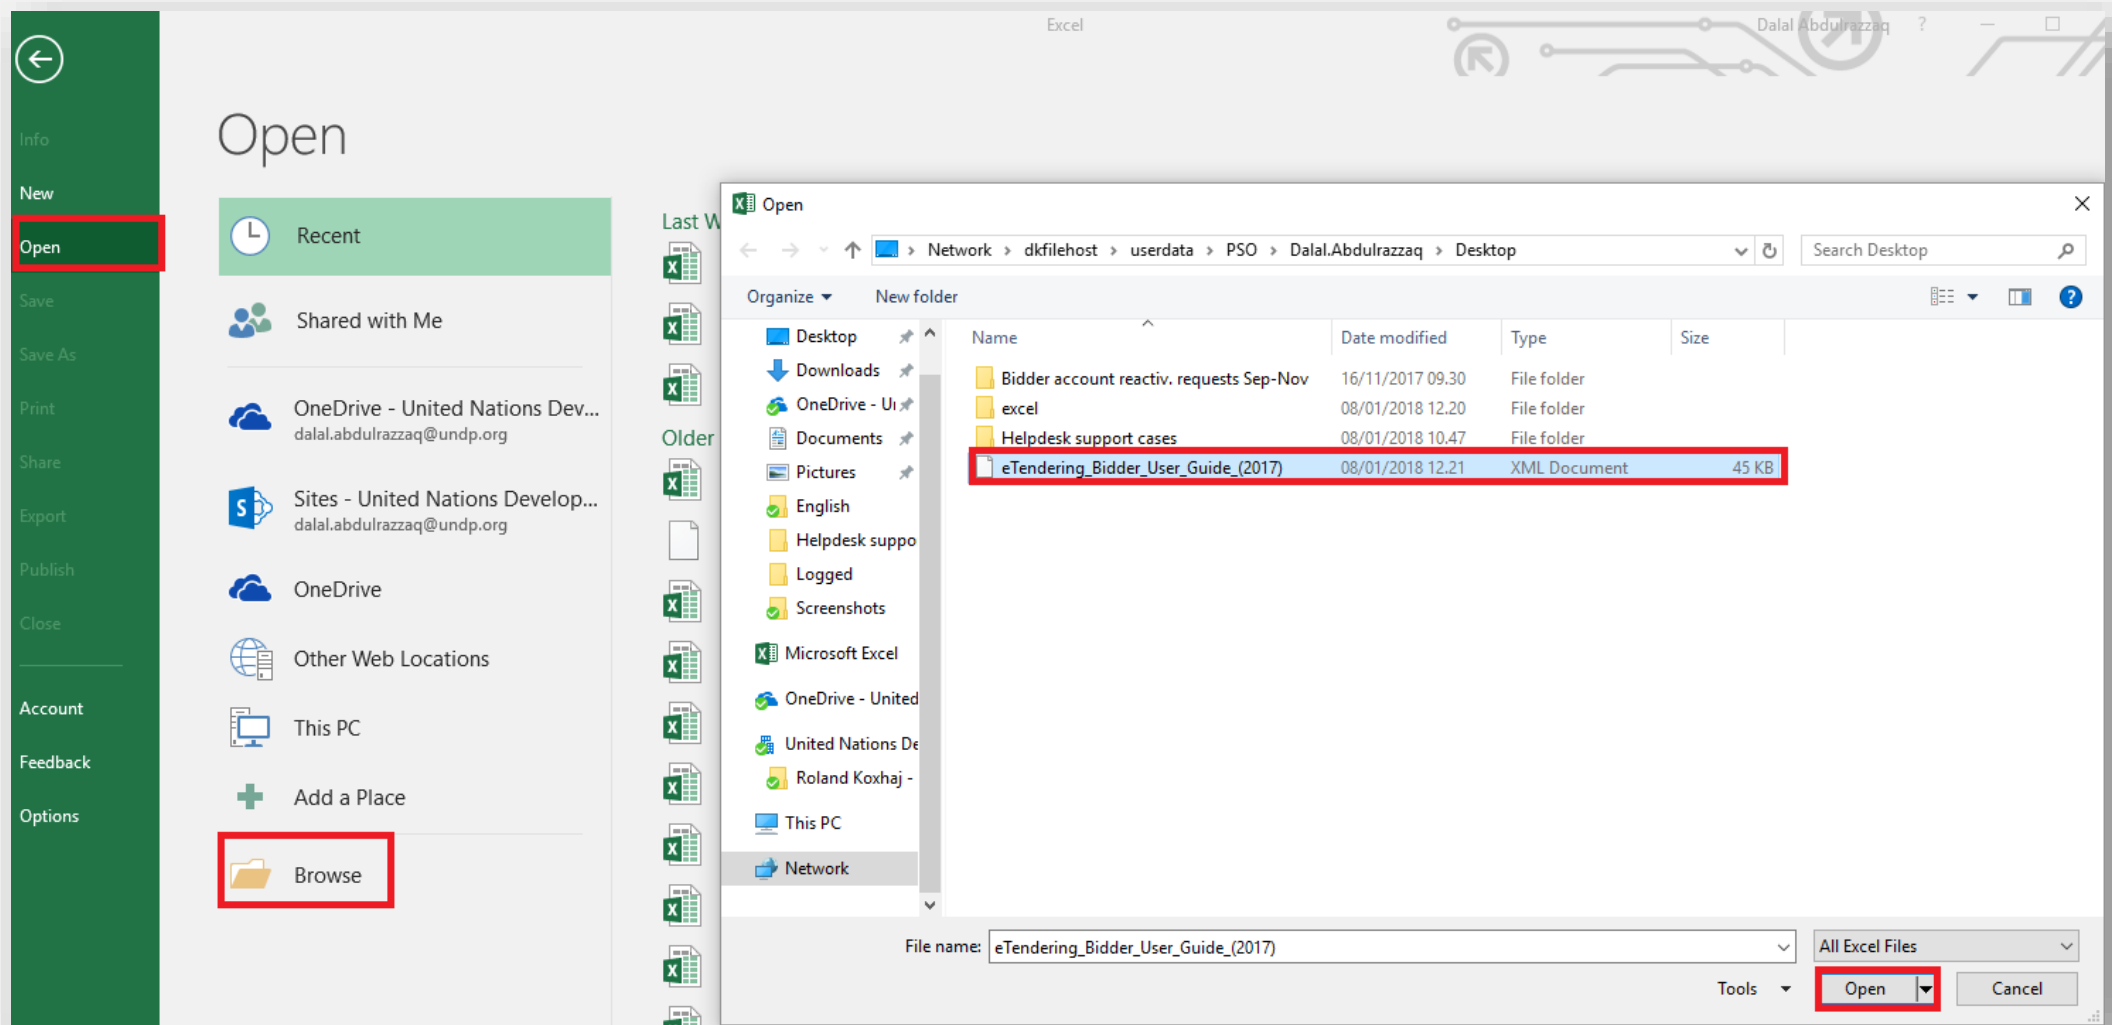 Excel
Dalal Abdulrazzaq
?
Info
New
Open
Save
Save As
Print
Share
Export
Publish
Close
Account
Feedback
Options
Open
Recent
Shared with Me
OneDrive - United Nations Dev...
dalal.abdulrazzaq@undp.org
Sites - United Nations Develop...
dalal.abdulrazzaq@undp.org
OneDrive
Other Web Locations
This PC
Add a Place
Browse
Last W
Older
Open
Network > dkfilehost > userdata > PSO > Dalal.Abdulrazzaq > Desktop
Search Desktop
Organize
New folder
Desktop
Downloads
OneDrive - Ur
Documents
Pictures
English
Helpdesk suppo
Logged
Screenshots
Microsoft Excel
OneDrive - United
United Nations De
Roland Koxhaj -
This PC
Network
Name Date modified Type Size
Bidder account reactiv. requests Sep-Nov 16/11/2017 09.30 File folder
excel 08/01/2018 12.20 File folder
Helpdesk support cases 08/01/2018 10.47 File folder
eTendering_Bidder_User_Guide_(2017) 08/01/2018 12.21 XML Document 45 KB
File name: eTendering_Bidder_User_Guide_(2017)
All Excel Files
Tools
Open
Cancel